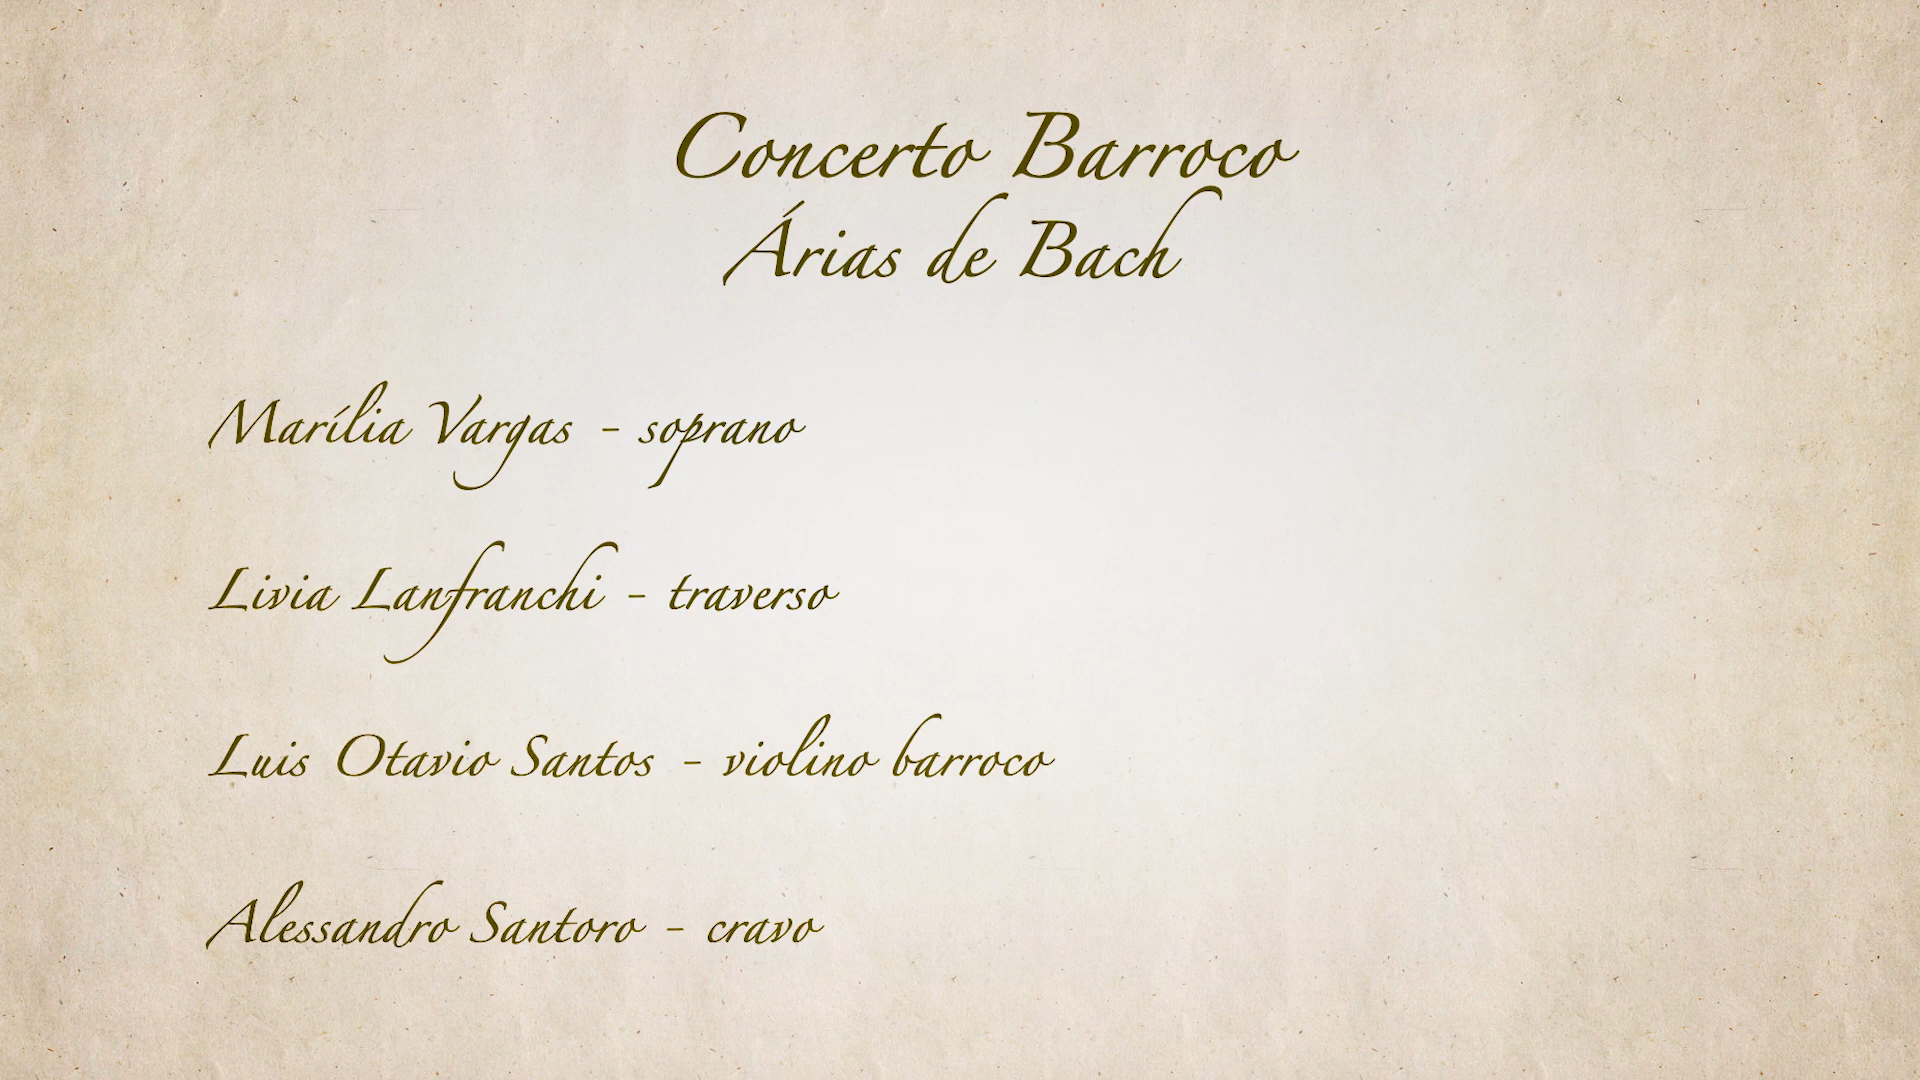 Concerto Barroco
Árias de Bach
Marília Vargas - soprano
Livia Lanfranchi - traverso
Luis Otavio Santos - violino barroco
Alessandro Santoro - cravo